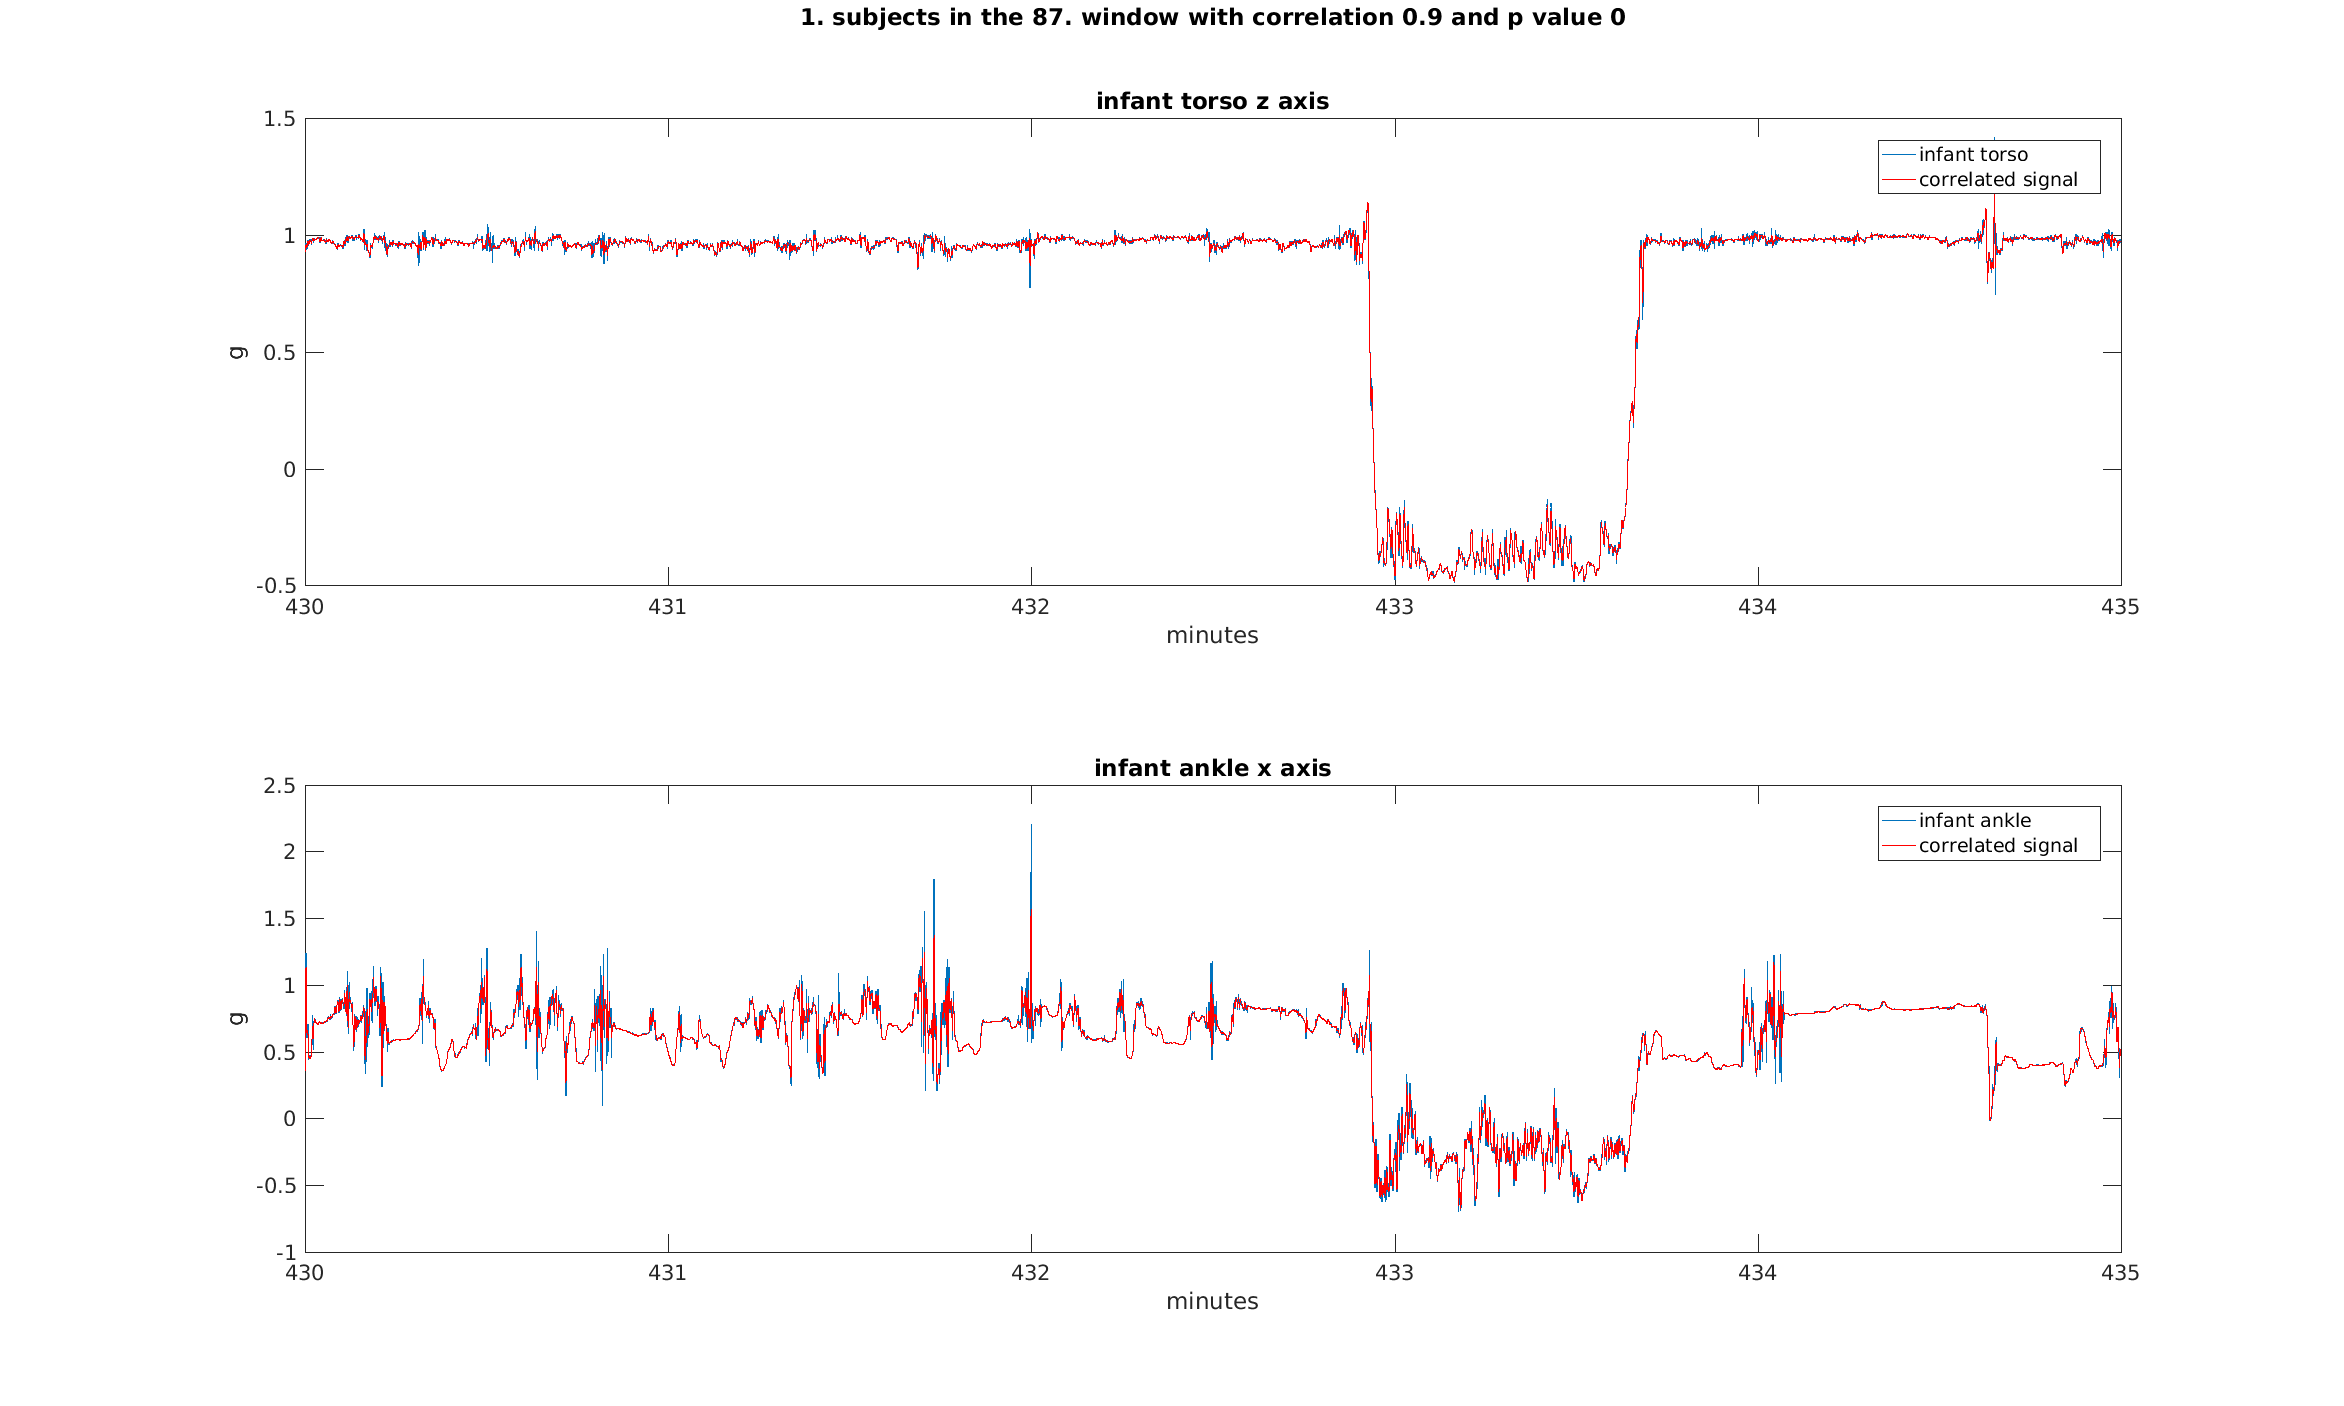 1. subjects in the 87. window with correlation 0.9 and p value 0
infant torso z axis
1.5
1
0.5
0
-0.5
g
infant torso
correlated signal
430 431 432 433 434 435
minutes
infant ankle x axis
2.5
2
1.5
1
0.5
0
-0.5
-1
g
infant ankle
correlated signal
430 431 432 433 434 435
minutes